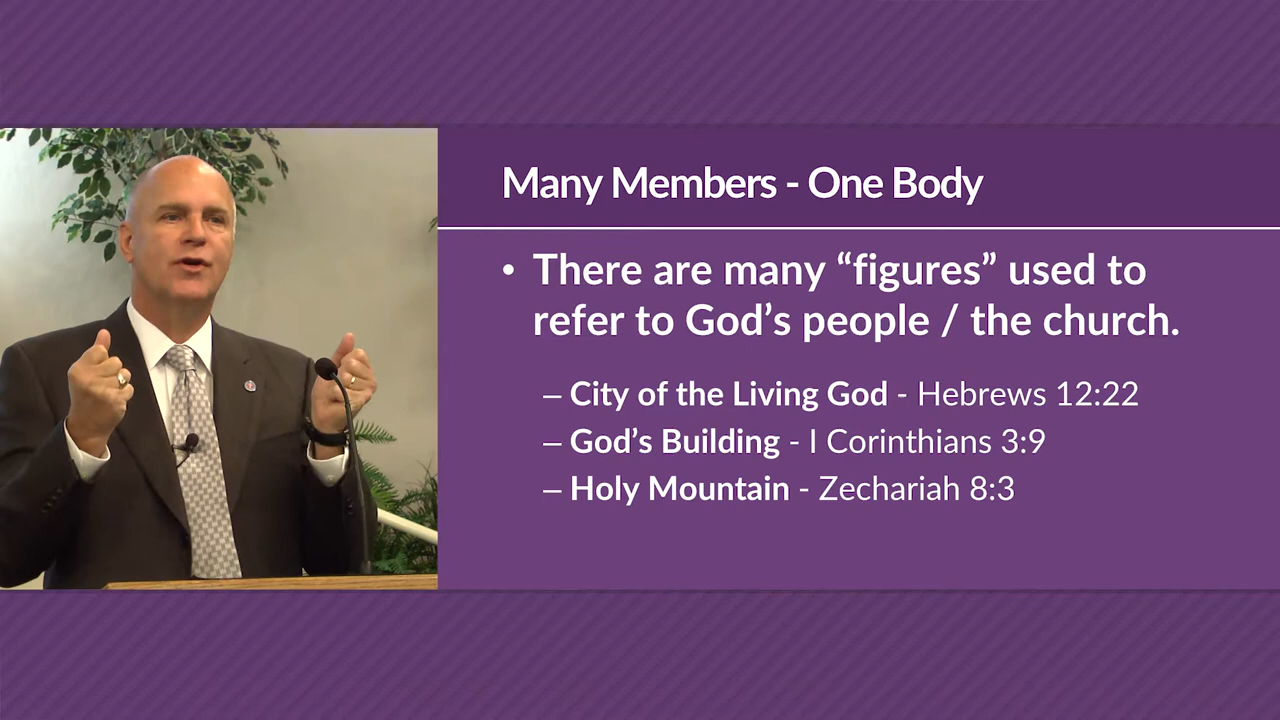 Many Members - One Body
• There are many “figures” used to
refer to God’s people / the church.
– City of the Living God - Hebrews 12:22
– God’s Building - I Corinthians 3:9
– Holy Mountain - Zechariah 8:3